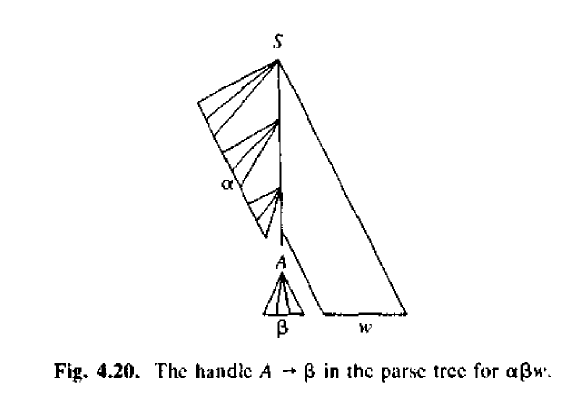 S
α
A
β
w
Fig. 4.20. The handle A → β in the parse tree for αβw.